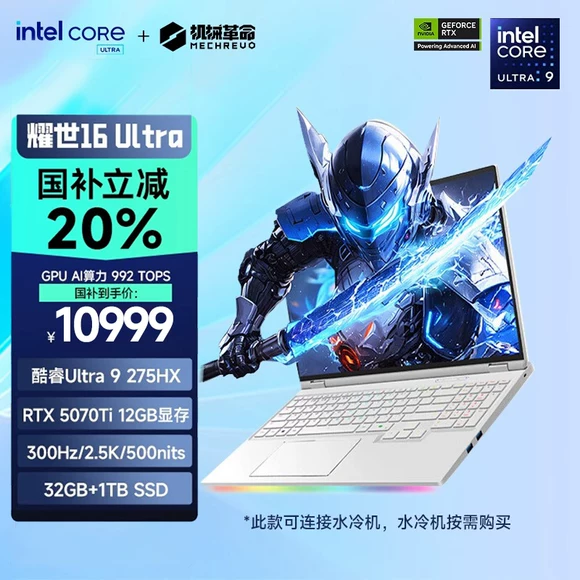 intel CORE
ULTRA
+
机械革命
MECHREVO
NVIDIA
GEFORCE
RTX
Powering Advanced AI
intel
CORE
ULTRA 9
耀世16 Ultra
国补立减
20%
GPU AI算力 992 TOPS
国补到手价:
¥10999
酷睿Ultra 9 275HX
RTX 5070Ti 12GB显存
300Hz/2.5K/500nits
32GB+1TB SSD
*此款可连接水冷机，水冷机按需购买